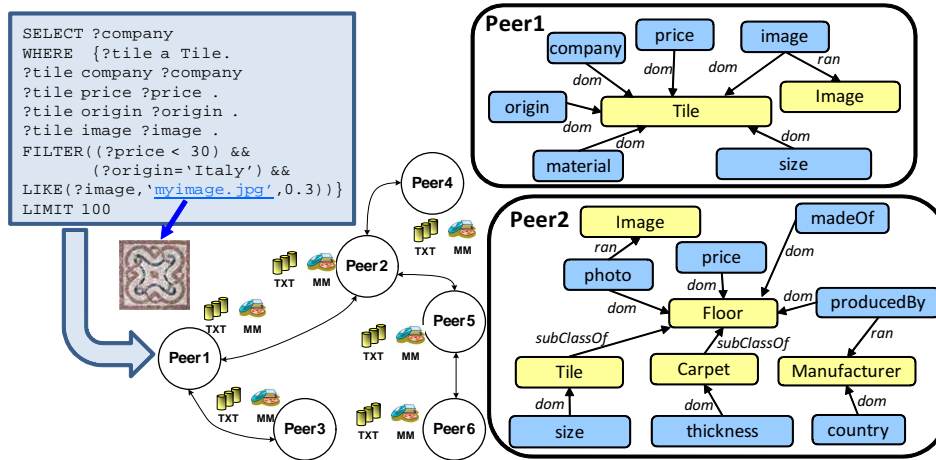 SELECT ?company
WHERE {?tile a Tile.
?tile company ?company
?tile price ?price .
?tile origin ?origin .
?tile image ?image .
FILTER((?price < 30) &&
(?origin='Italy') &&
LIKE(?image,'myimage.jpg',0.3))}
LIMIT 100
Peer4
TXT MM
Peer2
TXT MM
TXT MM
Peer5
TXT MM
Peer1
TXT MM
Peer3
TXT MM
Peer6
Peer1
company
price
image
dom
dom
dom
ran
origin
Tile
Image
dom
dom
dom
material
size
Peer2
Image
madeOf
ran
dom
photo
price
dom
dom
dom
producedBy
Floor
subClassOf
subClassOf
ran
Tile
Carpet
Manufacturer
dom
dom
dom
size
thickness
country